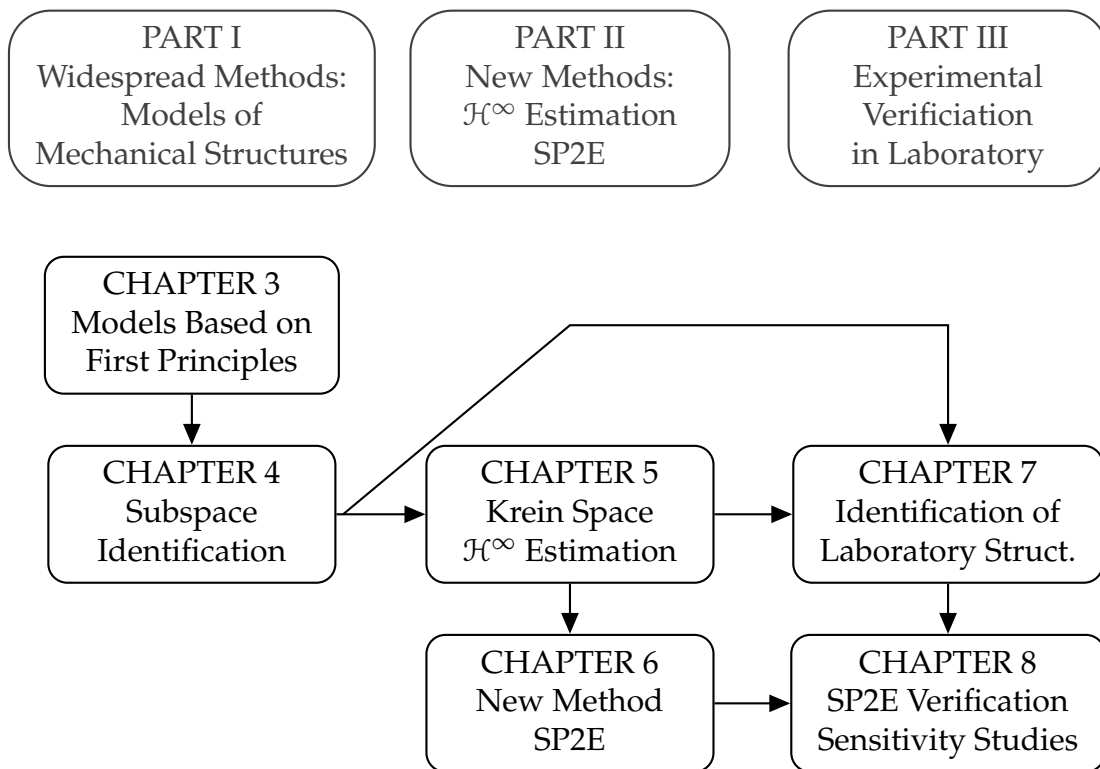 PART I
Widespread Methods:
Models of
Mechanical Structures
PART II
New Methods:
ℋ∞ Estimation
SP2E
PART III
Experimental
Verificiation
in Laboratory
CHAPTER 3
Models Based on
First Principles
CHAPTER 4
Subspace
Identification
CHAPTER 5
Krein Space
ℋ∞ Estimation
CHAPTER 7
Identification of
Laboratory Struct.
CHAPTER 6
New Method
SP2E
CHAPTER 8
SP2E Verification
Sensitivity Studies